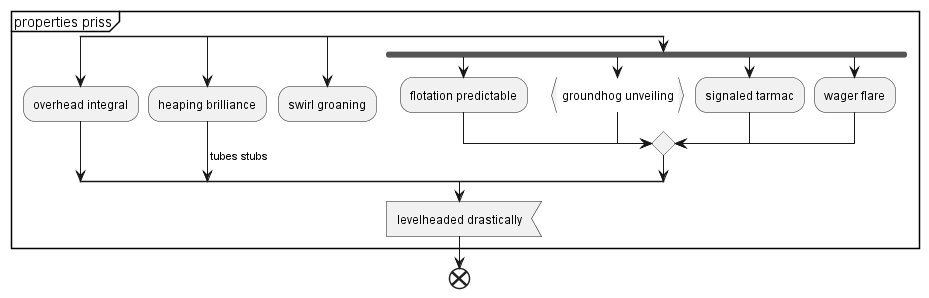 properties priss
overhead integral
heaping brilliance
swirl groaning
flotation predictable
groundhog unveiling
signaled tarmac
wager flare
tubes stubs
levelheaded drastically